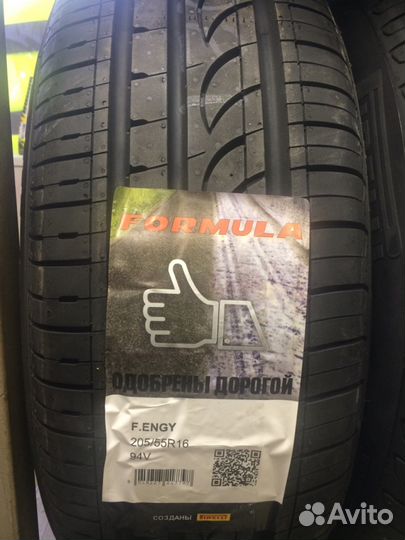 FORMULA
ОДОБРЕНЫ ДОРОГОЙ
F.ENGY
205/55R16
94V
СОЗДАНЫ PIRELLI
Avito